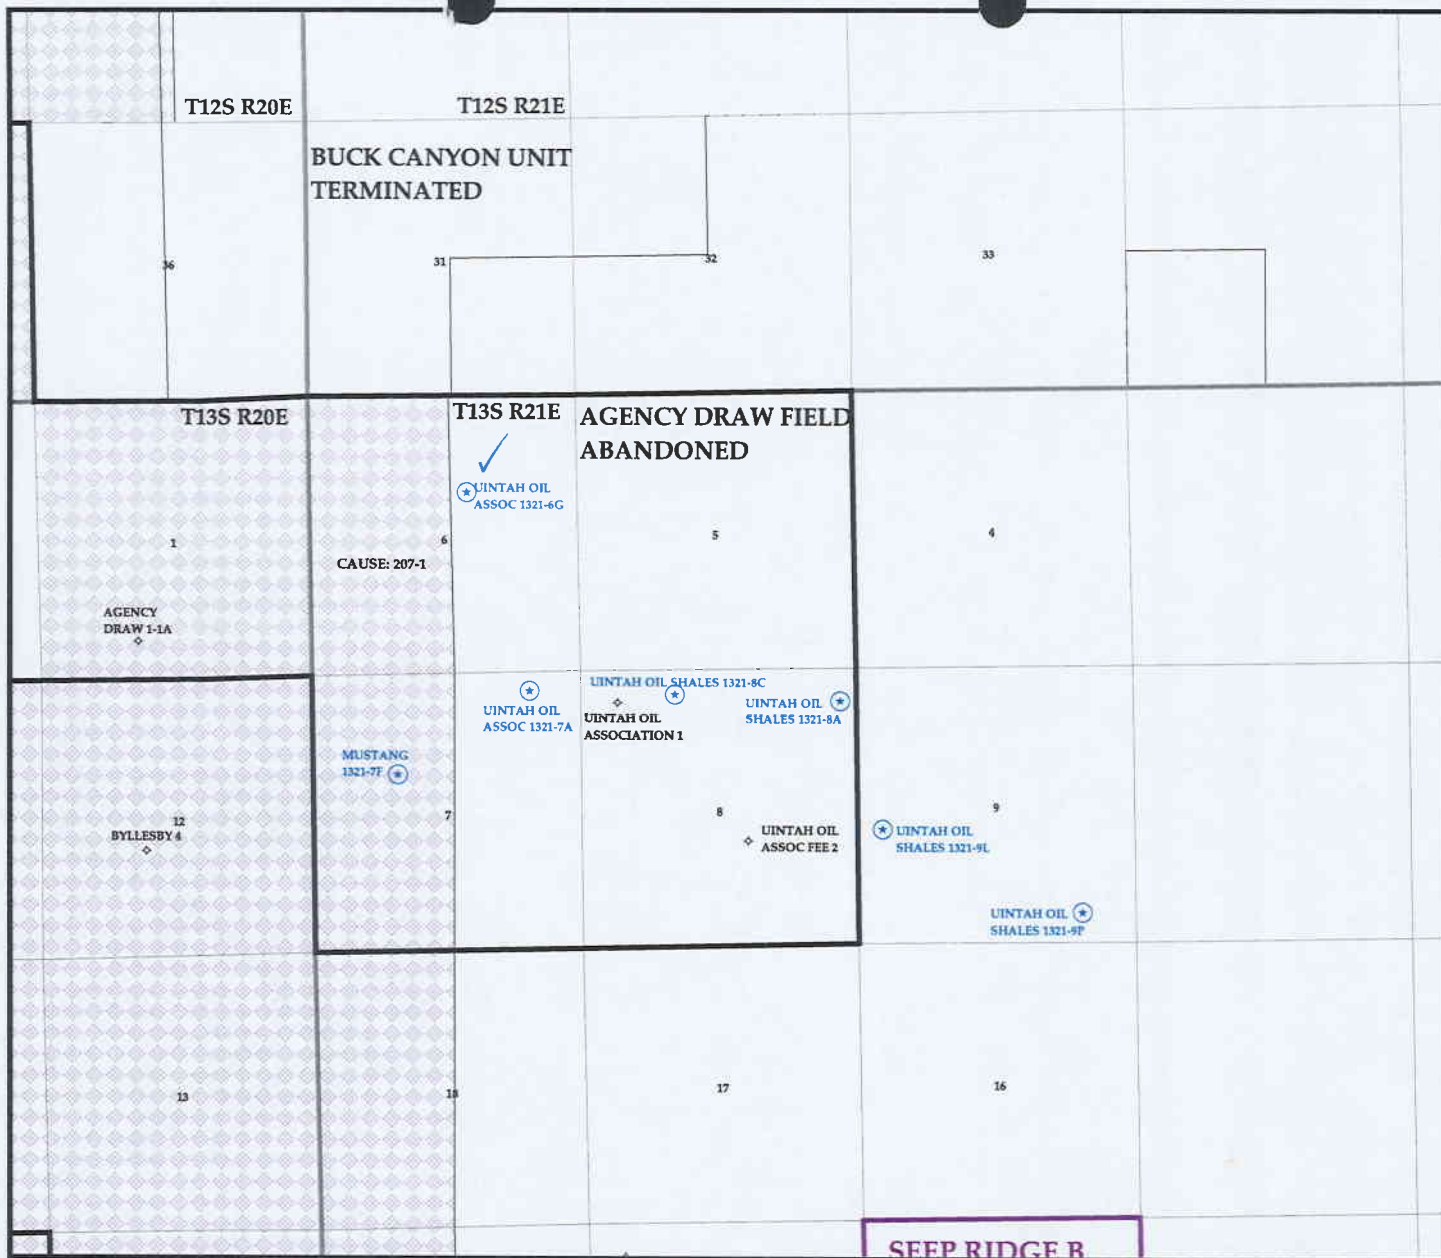 T12S R20E
T12S R21E
BUCK CANYON UNIT
TERMINATED
36
31
32
33
T13S R20E
T13S R21E
AGENCY DRAW FIELD
ABANDONED
UINTAH OIL
ASSOC 1321-6G
1
6
5
4
CAUSE: 207-1
AGENCY
DRAW 1-1A
UINTAH OIL SHALES 1321-8C
UINTAH OIL
ASSOC 1321-7A
UINTAH OIL
ASSOCIATION 1
UINTAH OIL
SHALES 1321-8A
MUSTANG
1321-7F
12
BYLLESBY 4
7
8
9
UINTAH OIL
ASSOC FEE 2
UINTAH OIL
SHALES 1321-9L
UINTAH OIL
SHALES 1321-9P
13
18
17
16
SEEP RIDGE B